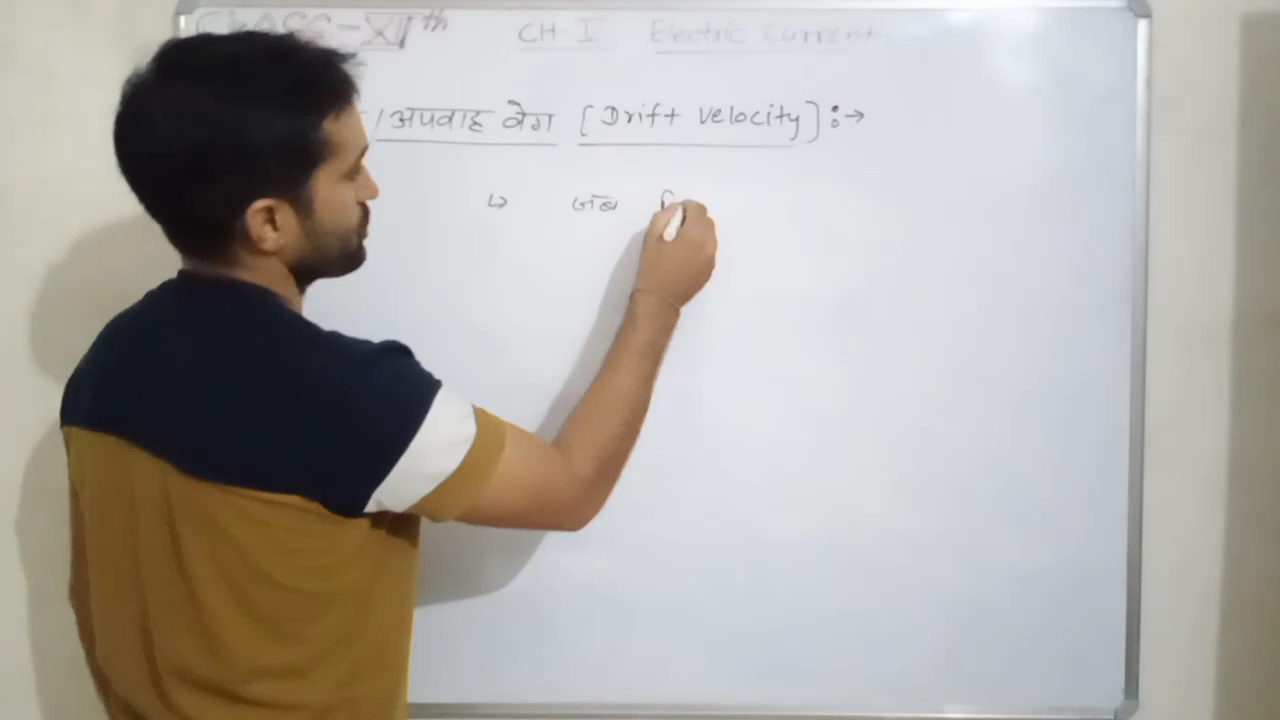 CLASS-XIth CH-V Electric Current
/अपवाह वेग [Drift Velocity] :→
↳ जब